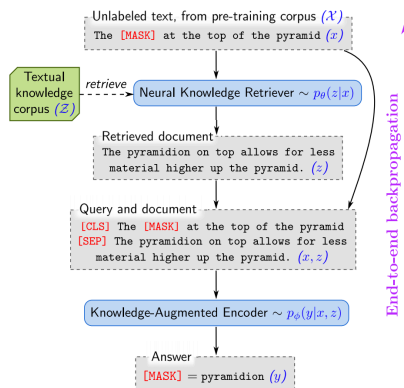 Unlabeled text, from pre-training corpus (𝒳)
The [MASK] at the top of the pyramid (x)
Textual
knowledge
corpus (𝒵)
retrieve
Neural Knowledge Retriever ∼ pθ(z|x)
Retrieved document
The pyramidion on top allows for less
material higher up the pyramid. (z)
Query and document
[CLS] The [MASK] at the top of the pyramid
[SEP] The pyramidion on top allows for less
material higher up the pyramid. (x, z)
Knowledge-Augmented Encoder ∼ pϕ(y|x, z)
Answer
[MASK] = pyramidion (y)
End-to-end backpropagation